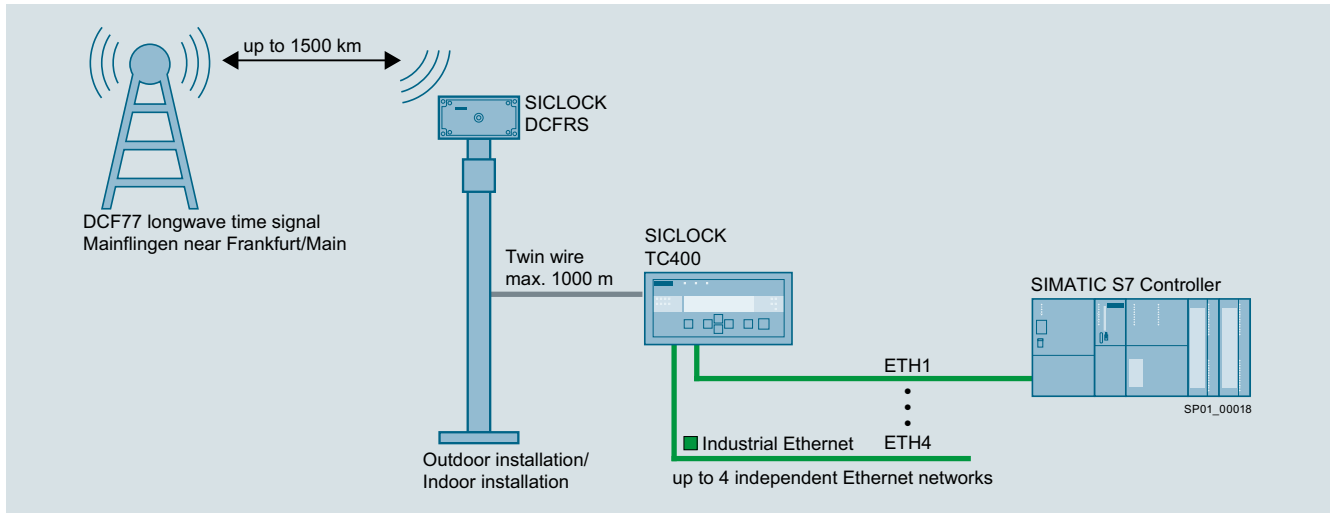 up to 1500 km
SICLOCK
DCFRS
DCF77 longwave time signal
Mainflingen near Frankfurt/Main
Twin wire
max. 1000 m
SICLOCK
TC400
SIMATIC S7 Controller
ETH1
SP01_00018
Industrial Ethernet
ETH4
up to 4 independent Ethernet networks
Outdoor installation/
Indoor installation